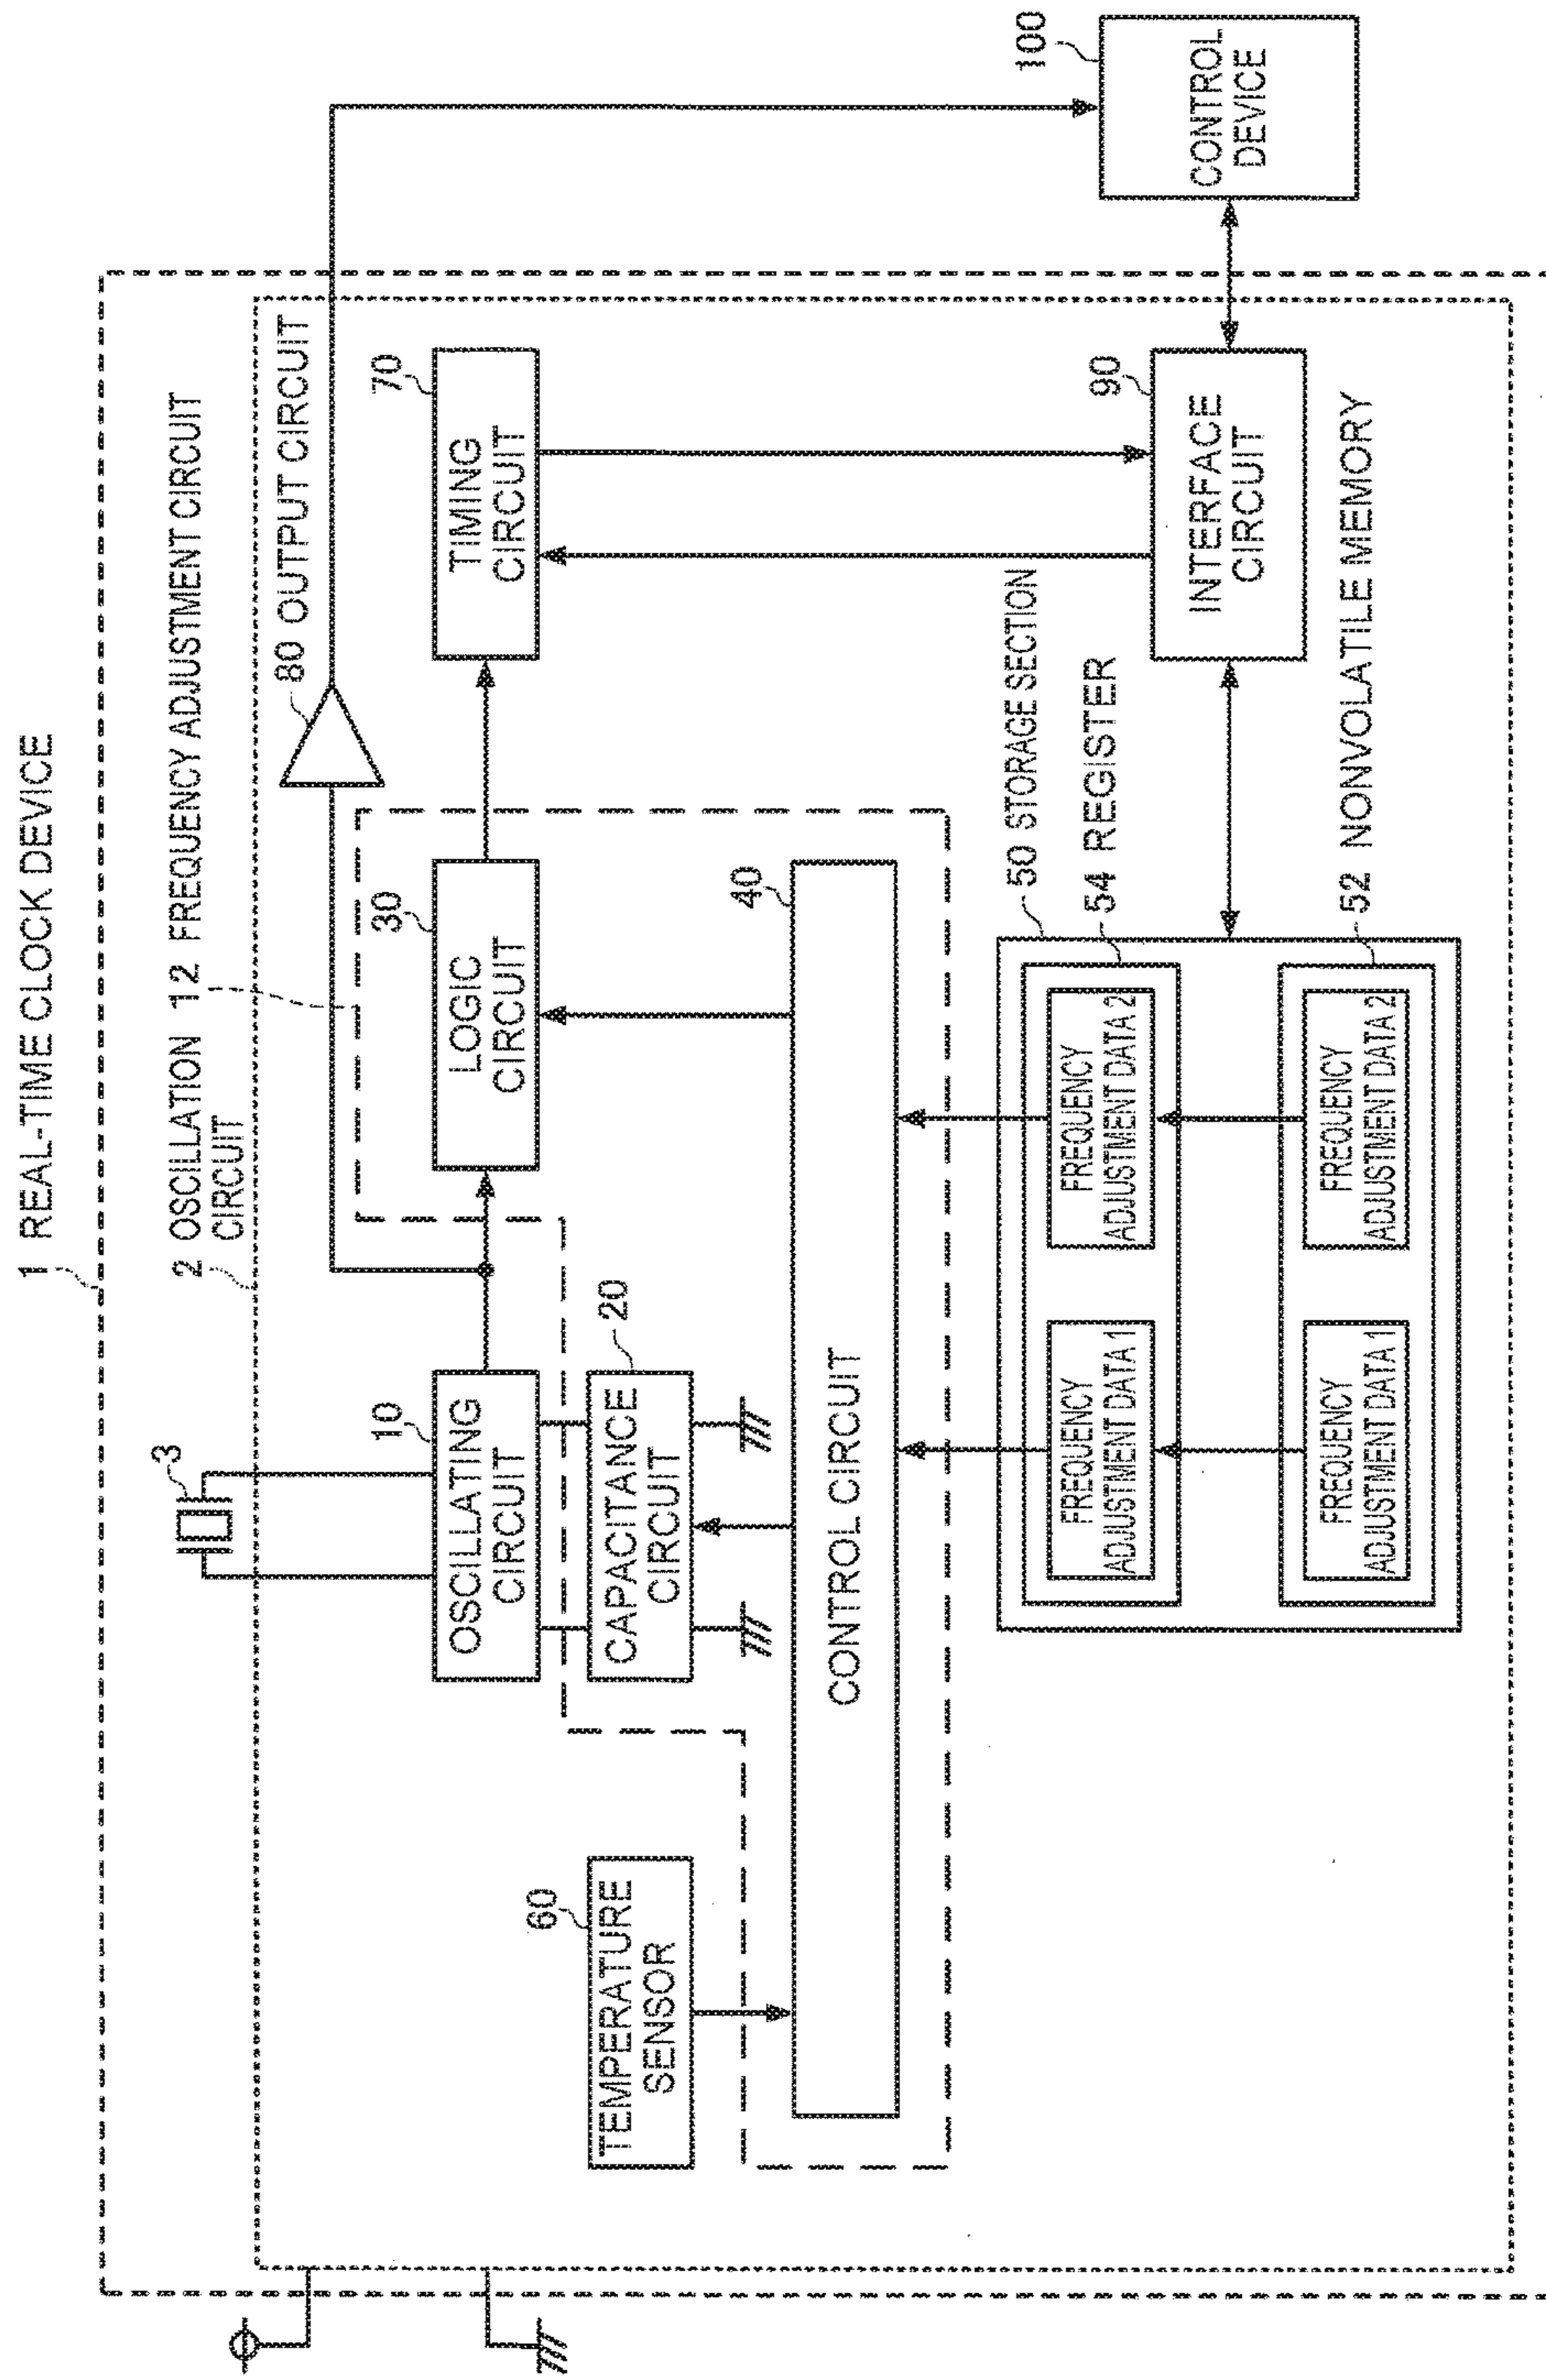 1 REAL-TIME CLOCK DEVICE
2 OSCILLATION
CIRCUIT
12 FREQUENCY ADJUSTMENT CIRCUIT
80 OUTPUT CIRCUIT
3
10
OSCILLATING
CIRCUIT
30
LOGIC
CIRCUIT
70
TIMING
CIRCUIT
100
CONTROL
DEVICE
60
TEMPERATURE
SENSOR
20
CAPACITANCE
CIRCUIT
40
CONTROL CIRCUIT
50 STORAGE SECTION
54 REGISTER
FREQUENCY
ADJUSTMENT DATA 1
FREQUENCY
ADJUSTMENT DATA 2
90
INTERFACE
CIRCUIT
52 NONVOLATILE MEMORY
FREQUENCY
ADJUSTMENT DATA 1
FREQUENCY
ADJUSTMENT DATA 2